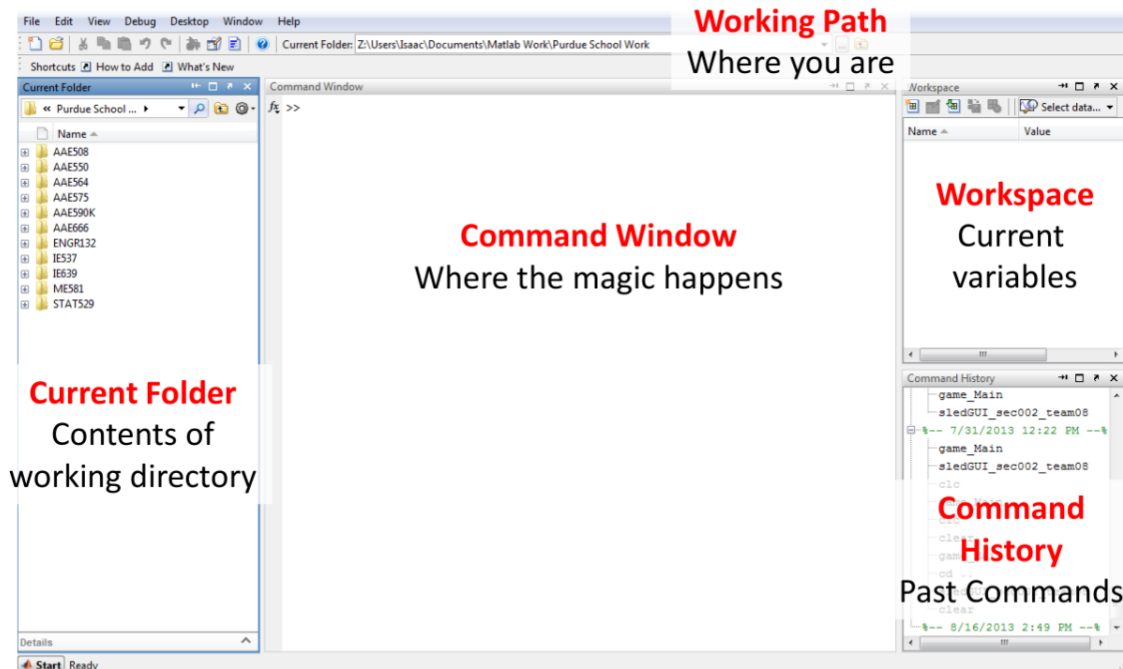 File Edit View Debug Desktop Window Help
Working Path
Where you are
Current Folder: Z:\Users\Isaac\Documents\Matlab Work\Purdue School Work
Shortcuts How to Add What's New
Current Folder
« Purdue School ...
Name
AAE508
AAE550
AAE564
AAE575
AAE590K
AAE666
ENGR132
IE537
IE639
ME581
STAT529
Current Folder
Contents of
working directory
Details
Command Window
fx >>
Command Window
Where the magic happens
Workspace
Select data...
Name Value
Workspace
Current
variables
Command History
game_Main
sledGUI_sec002_team08
%-- 7/31/2013 12:22 PM --%
game_Main
sledGUI_sec002_team08
clc
Command
clear
History
cd ..
Past Commands
clear
%-- 8/16/2013 2:49 PM --%
Start Ready